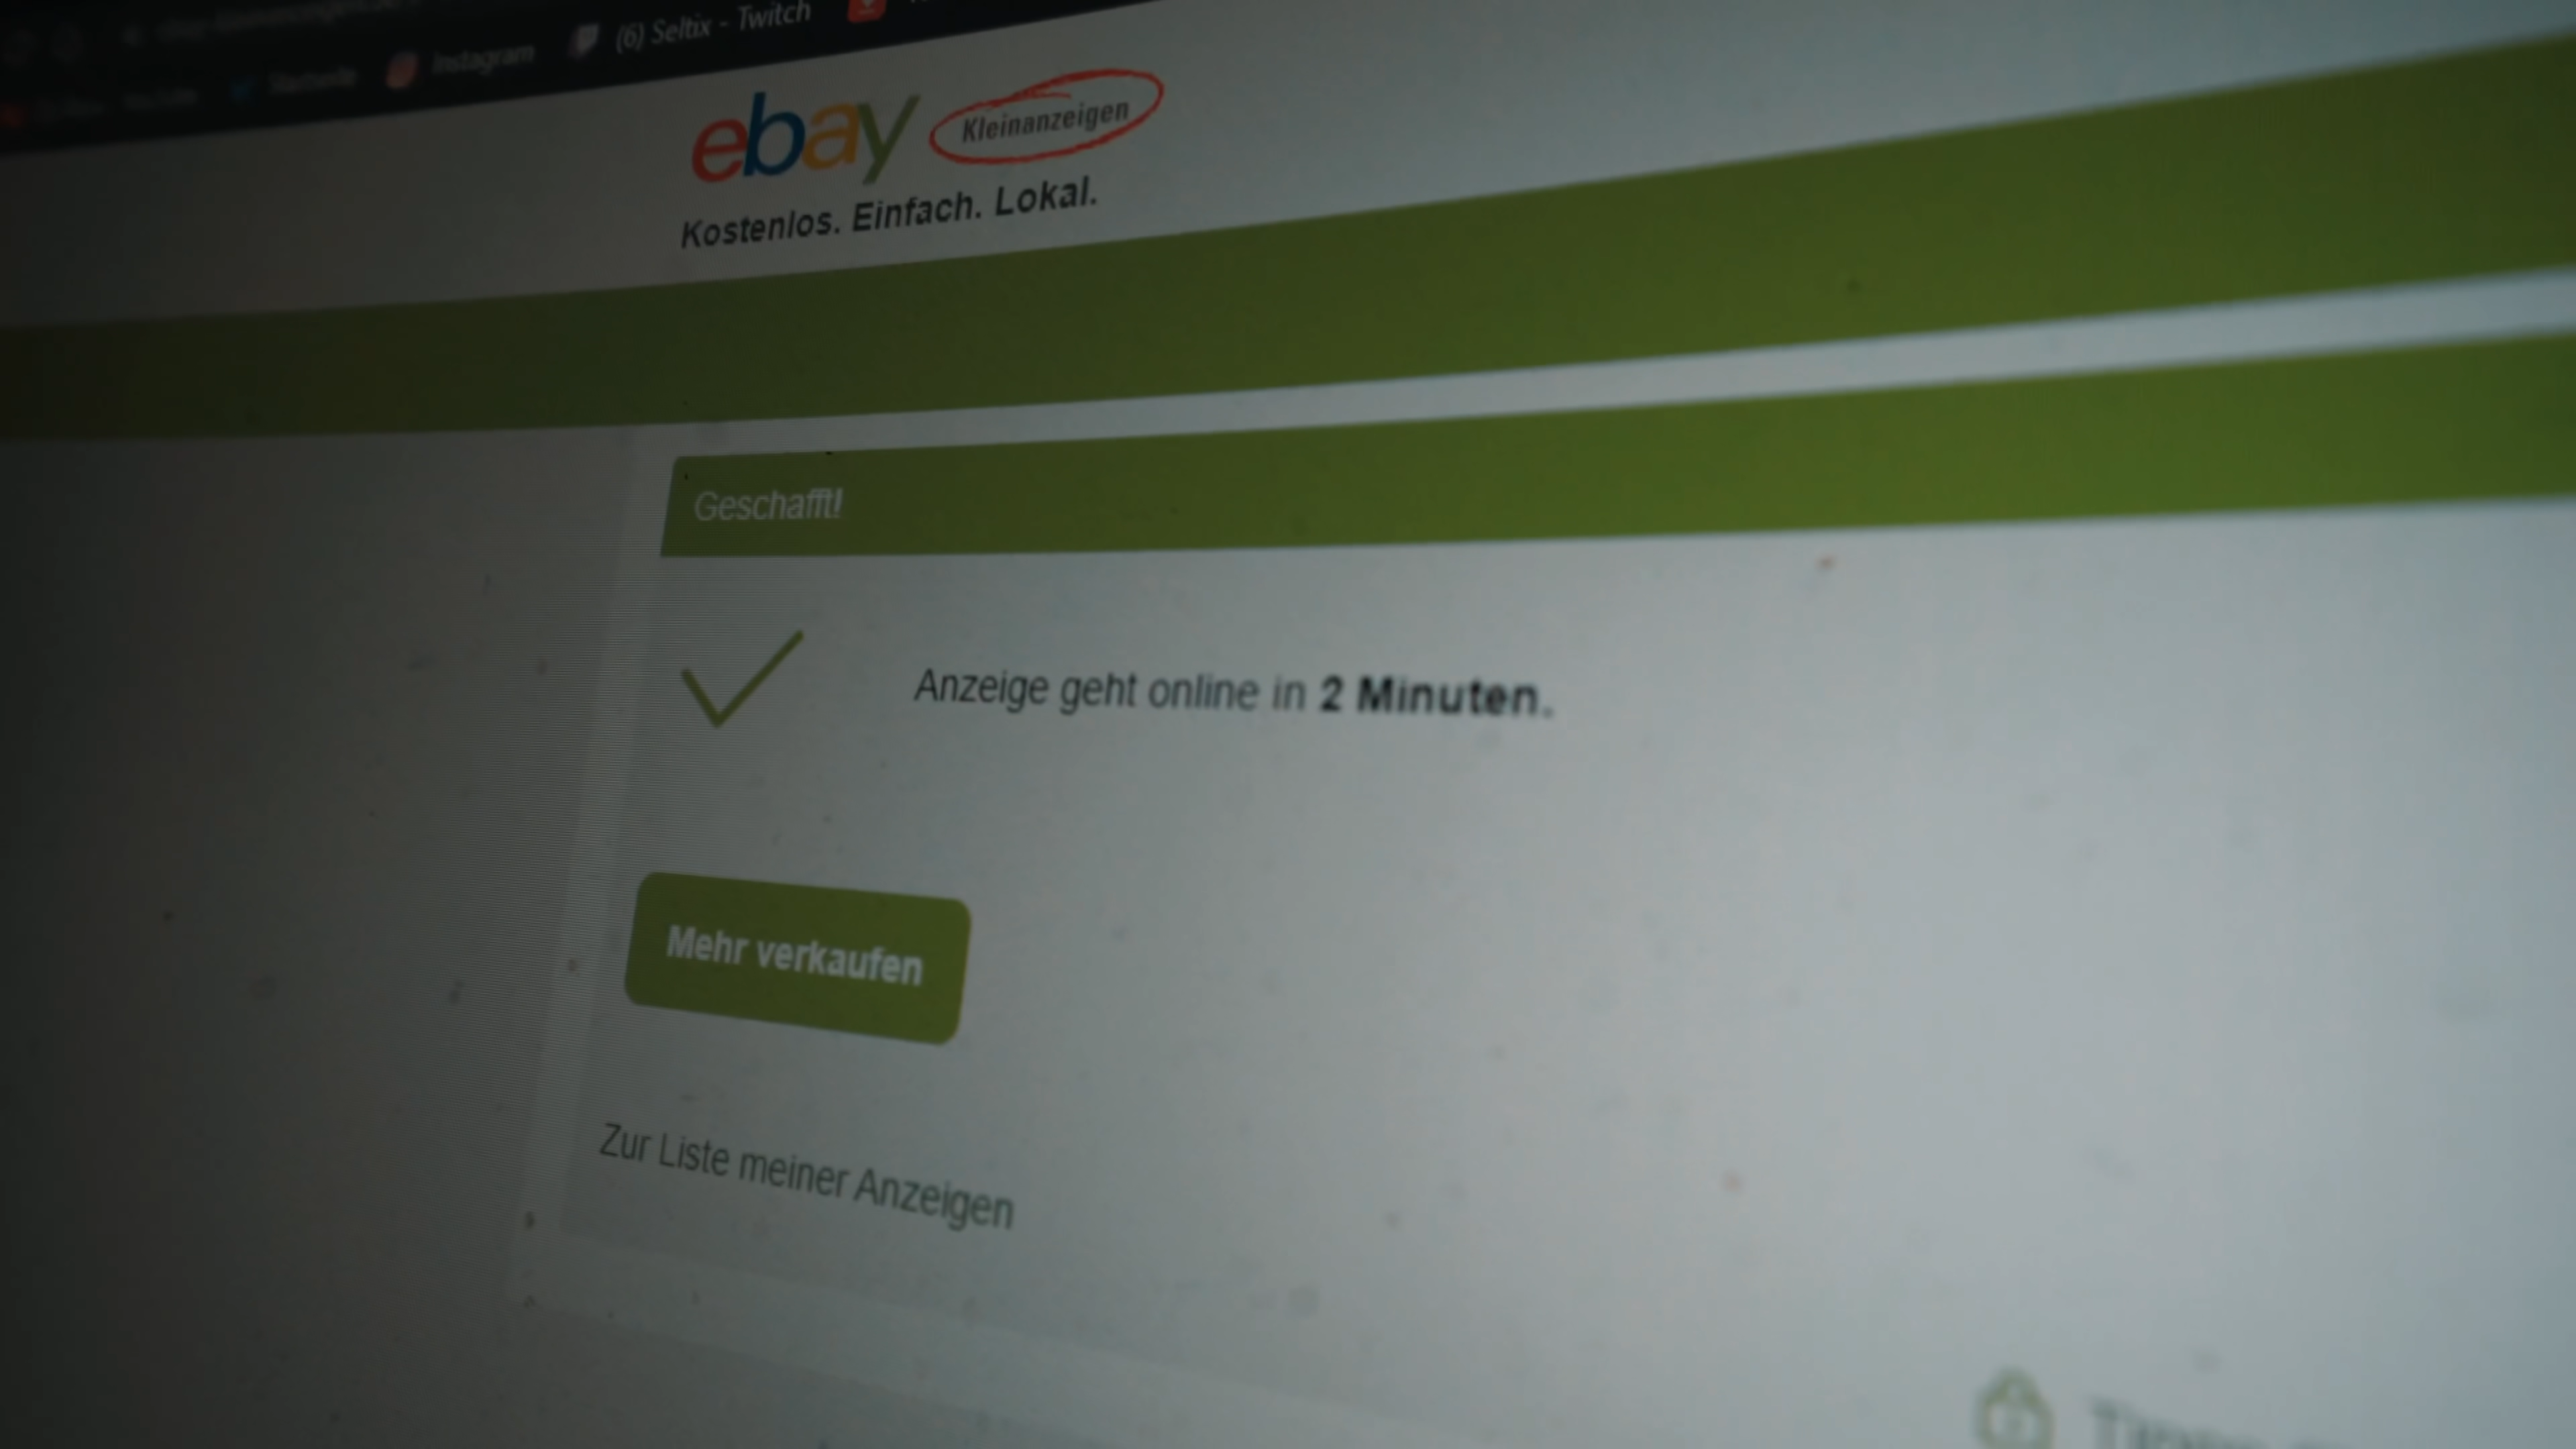 Startseite
Instagram
(6) Seltix - Twitch
ebay Kleinanzeigen
Kostenlos. Einfach. Lokal.
Geschafft!
Anzeige geht online in 2 Minuten.
Mehr verkaufen
Zur Liste meiner Anzeigen